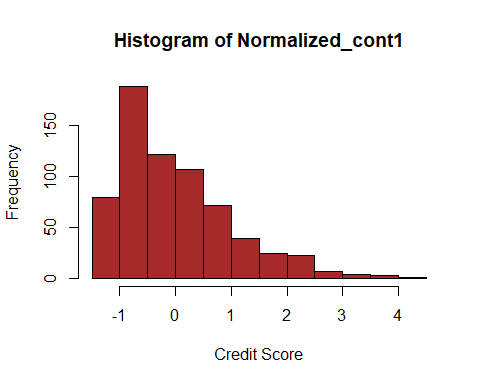 Histogram of Normalized_cont1
Frequency
150
100
50
0
-1 0 1 2 3 4
Credit Score